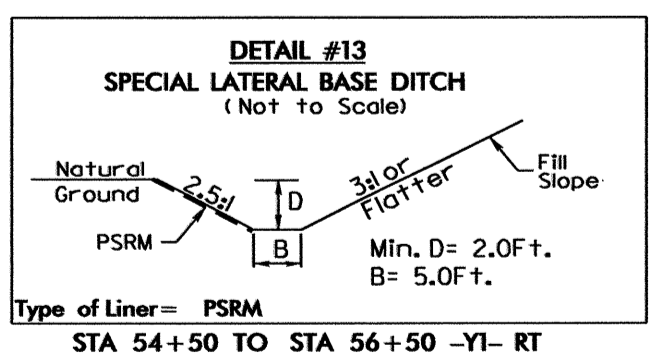 DETAIL #13
SPECIAL LATERAL BASE DITCH
(Not to Scale)
Natural
Ground
2.5:1
D
3:1 or
Flatter
Fill
Slope
PSRM
B
Min. D= 2.0Ft.
B= 5.0Ft.
Type of Liner= PSRM
STA 54+50 TO STA 56+50 -Y1- RT